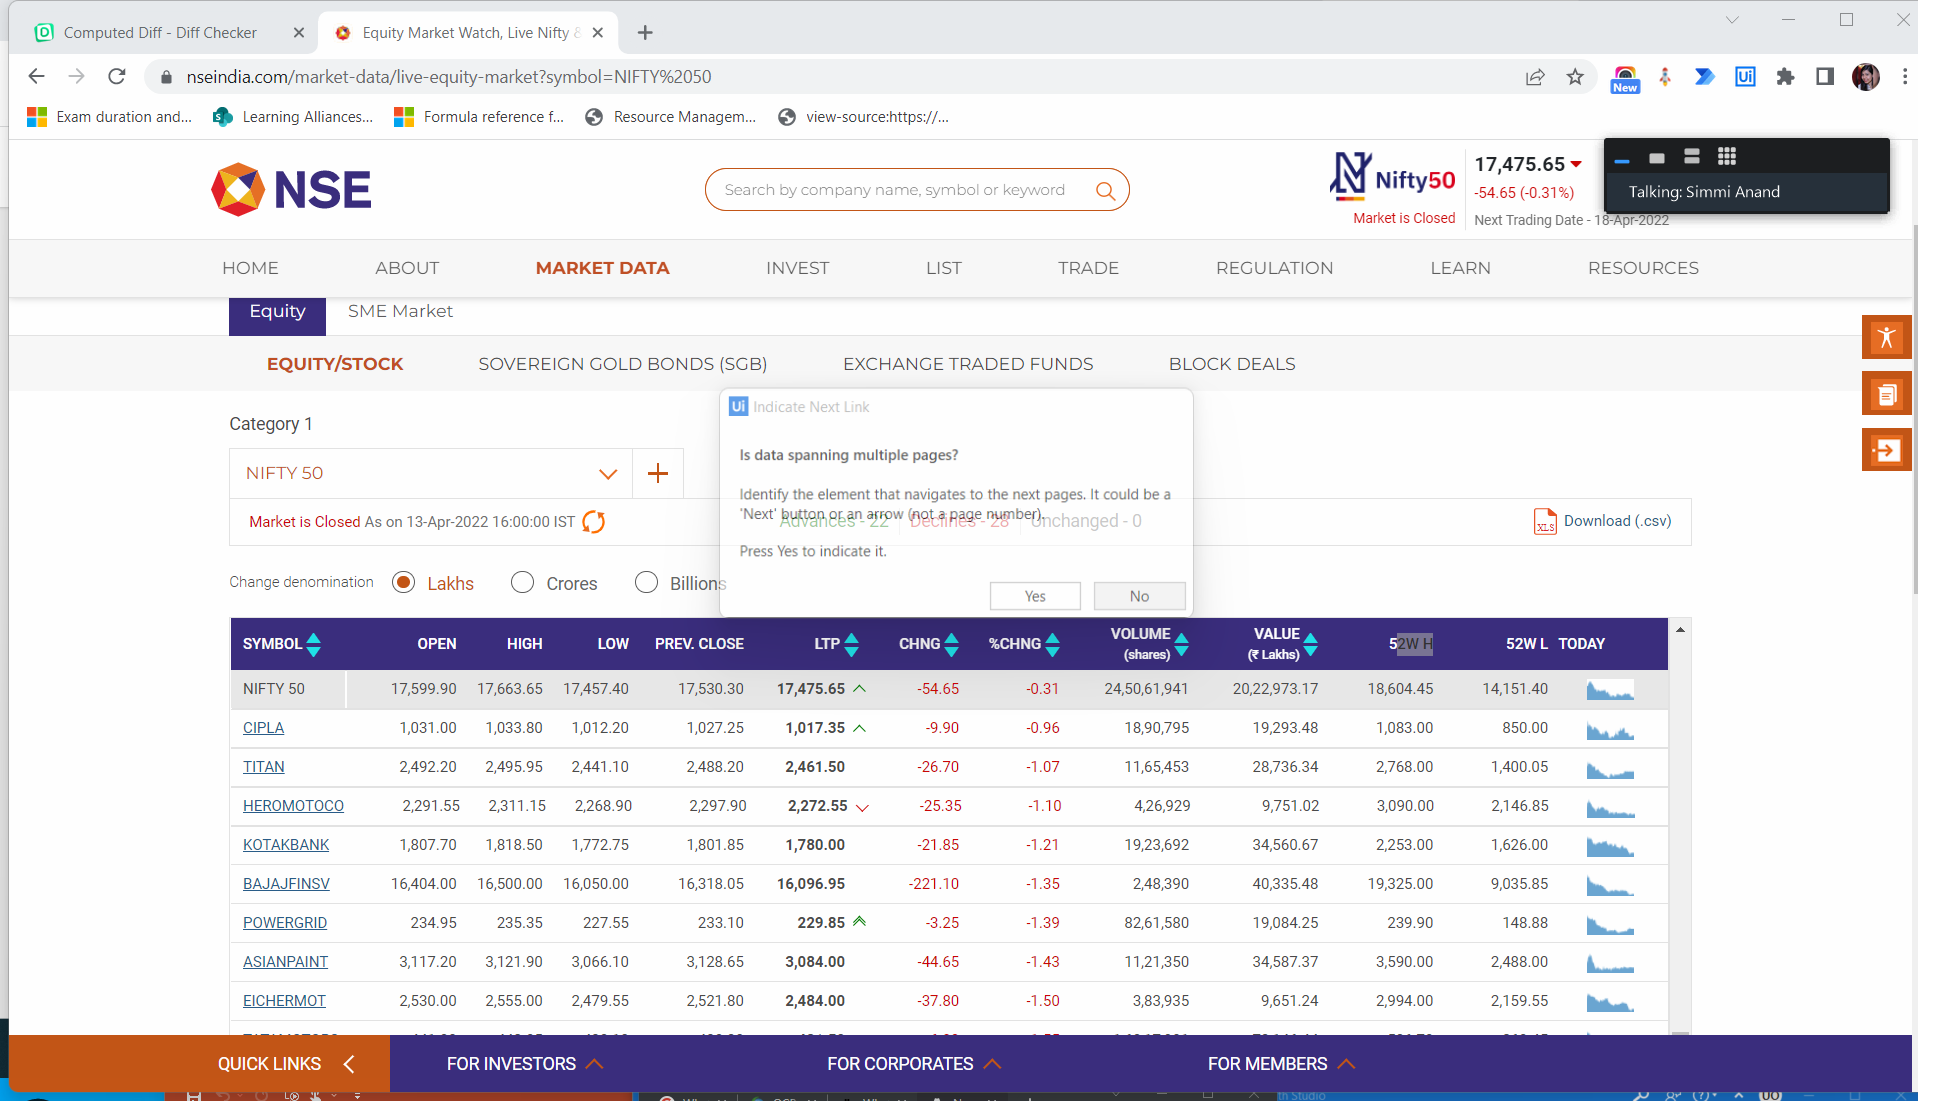 Computed Diff - Diff Checker
Equity Market Watch, Live Nifty &
nseindia.com/market-data/live-equity-market?symbol=NIFTY%2050
New
Exam duration and...
Learning Alliances...
Formula reference f...
Resource Managem...
view-source:https://...
NSE
Search by company name, symbol or keyword
Nifty50
Market is Closed
17,475.65
-54.65 (-0.31%)
Next Trading Date - 18-Apr-2022
Talking: Simmi Anand
HOME ABOUT MARKET DATA INVEST LIST TRADE REGULATION LEARN RESOURCES
Equity SME Market
EQUITY/STOCK SOVEREIGN GOLD BONDS (SGB) EXCHANGE TRADED FUNDS BLOCK DEALS
Category 1
NIFTY 50
Market is Closed As on 13-Apr-2022 16:00:00 IST
Advances - 22 Declines - 28 Unchanged - 0
XLS Download (.csv)
Ui Indicate Next Link
Is data spanning multiple pages?
Identify the element that navigates to the next pages. It could be a
'Next' button or an arrow (not a page number).
Press Yes to indicate it.
Yes No
Change denomination Lakhs Crores Billions
SYMBOL OPEN HIGH LOW PREV. CLOSE LTP CHNG %CHNG VOLUME (shares) VALUE (₹ Lakhs) 52W H 52W L TODAY
NIFTY 50 17,599.90 17,663.65 17,457.40 17,530.30 17,475.65 -54.65 -0.31 24,50,61,941 20,22,973.17 18,604.45 14,151.40
CIPLA 1,031.00 1,033.80 1,012.20 1,027.25 1,017.35 -9.90 -0.96 18,90,795 19,293.48 1,083.00 850.00
TITAN 2,492.20 2,495.95 2,441.10 2,488.20 2,461.50 -26.70 -1.07 11,65,453 28,736.34 2,768.00 1,400.05
HEROMOTOCO 2,291.55 2,311.15 2,268.90 2,297.90 2,272.55 -25.35 -1.10 4,26,929 9,751.02 3,090.00 2,146.85
KOTAKBANK 1,807.70 1,818.50 1,772.75 1,801.85 1,780.00 -21.85 -1.21 19,23,692 34,560.67 2,253.00 1,626.00
BAJAJFINSV 16,404.00 16,500.00 16,050.00 16,318.05 16,096.95 -221.10 -1.35 2,48,390 40,335.48 19,325.00 9,035.85
POWERGRID 234.95 235.35 227.55 233.10 229.85 -3.25 -1.39 82,61,580 19,084.25 239.90 148.88
ASIANPAINT 3,117.20 3,121.90 3,066.10 3,128.65 3,084.00 -44.65 -1.43 11,21,350 34,587.37 3,590.00 2,488.00
EICHERMOT 2,530.00 2,555.00 2,479.55 2,521.80 2,484.00 -37.80 -1.50 3,83,935 9,651.24 2,994.00 2,159.55
QUICK LINKS FOR INVESTORS FOR CORPORATES FOR MEMBERS